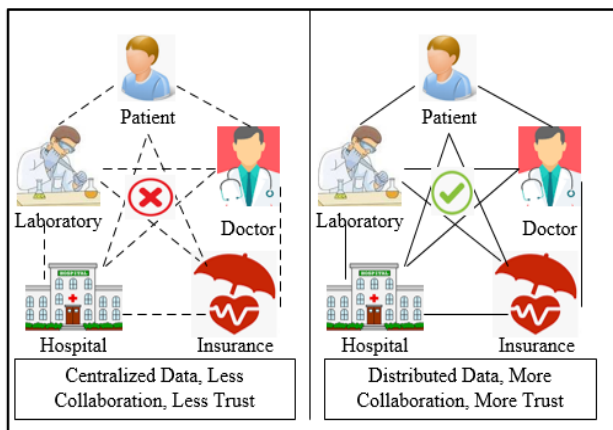 Patient
Laboratory
Doctor
HOSPITAL
Hospital
Insurance
Centralized Data, Less
Collaboration, Less Trust
Patient
Laboratory
Doctor
HOSPITAL
Hospital
Insurance
Distributed Data, More
Collaboration, More Trust